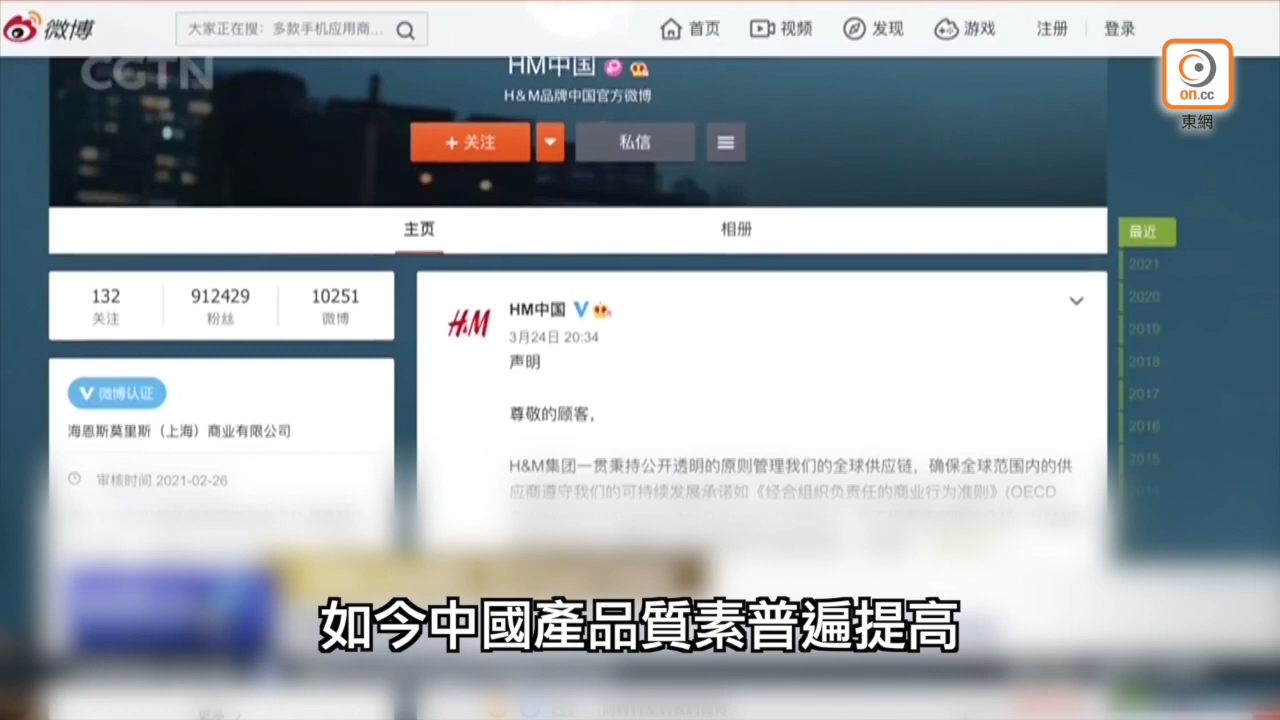 微博
大家正在搜：多款手机应用商...
首页
视频
发现
游戏
注册
登录
CGTN
HM中国
on.cc
東網
H&M品牌中国官方微博
+ 关注
私信
主页
相册
最近
2021
2020
2019
2018
2017
2016
2015
132
关注
912429
粉丝
10251
微博
V 微博认证
海恩斯莫里斯（上海）商业有限公司
审核时间 2021-02-26
H&M
HM中国
3月24日 20:34
声明
尊敬的顾客，
H&M集团一贯秉持公开透明的原则管理我们的全球供应链，确保全球范围内的供
应商遵守我们的可持续发展承诺如《经合组织负责任的商业行为准则》(OECD
如今中國產品質素普遍提高